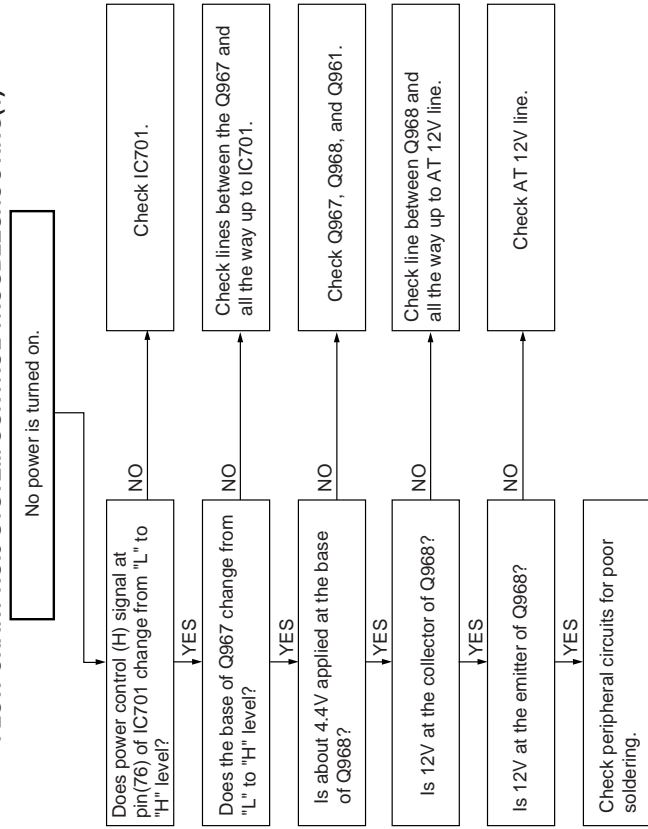 No power is turned on.
Does power control (H) signal at
pin(76) of IC701 change from "L" to
"H" level?
NO
Check IC701.
YES
Does the base of Q967 change from
"L" to "H" level?
NO
Check lines between the Q967 and
all the way up to IC701.
YES
Is about 4.4V applied at the base
of Q968?
NO
Check Q967, Q968, and Q961.
YES
Is 12V at the collector of Q968?
NO
Check line between Q968 and
all the way up to AT 12V line.
YES
Is 12V at the emitter of Q968?
NO
Check AT 12V line.
YES
Check peripheral circuits for poor
soldering.